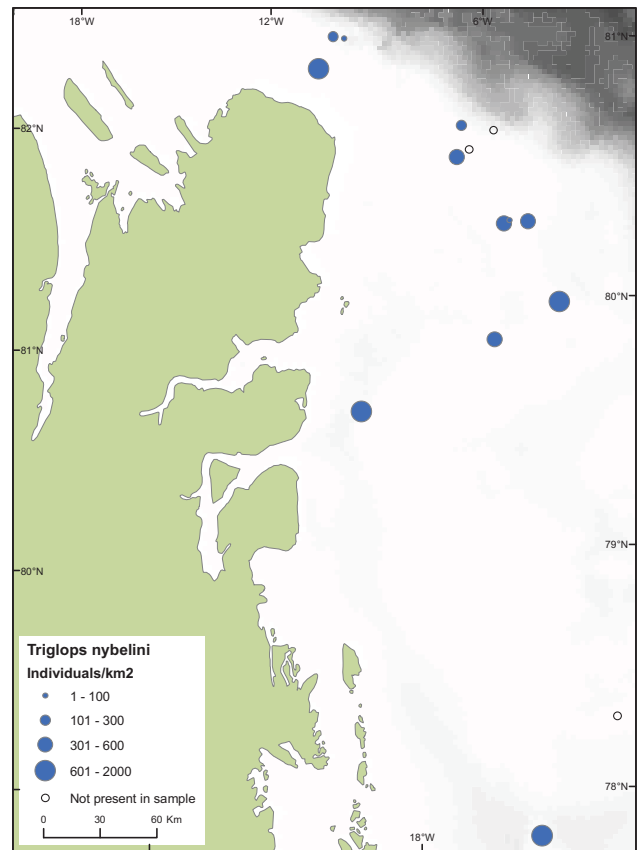 18°W 12°W 6°W
81°N
82°N
80°N
81°N
79°N
80°N
Triglops nybelini
Individuals/km2
1 - 100
101 - 300
301 - 600
601 - 2000
Not present in sample
0 30 60 Km
78°N
18°W